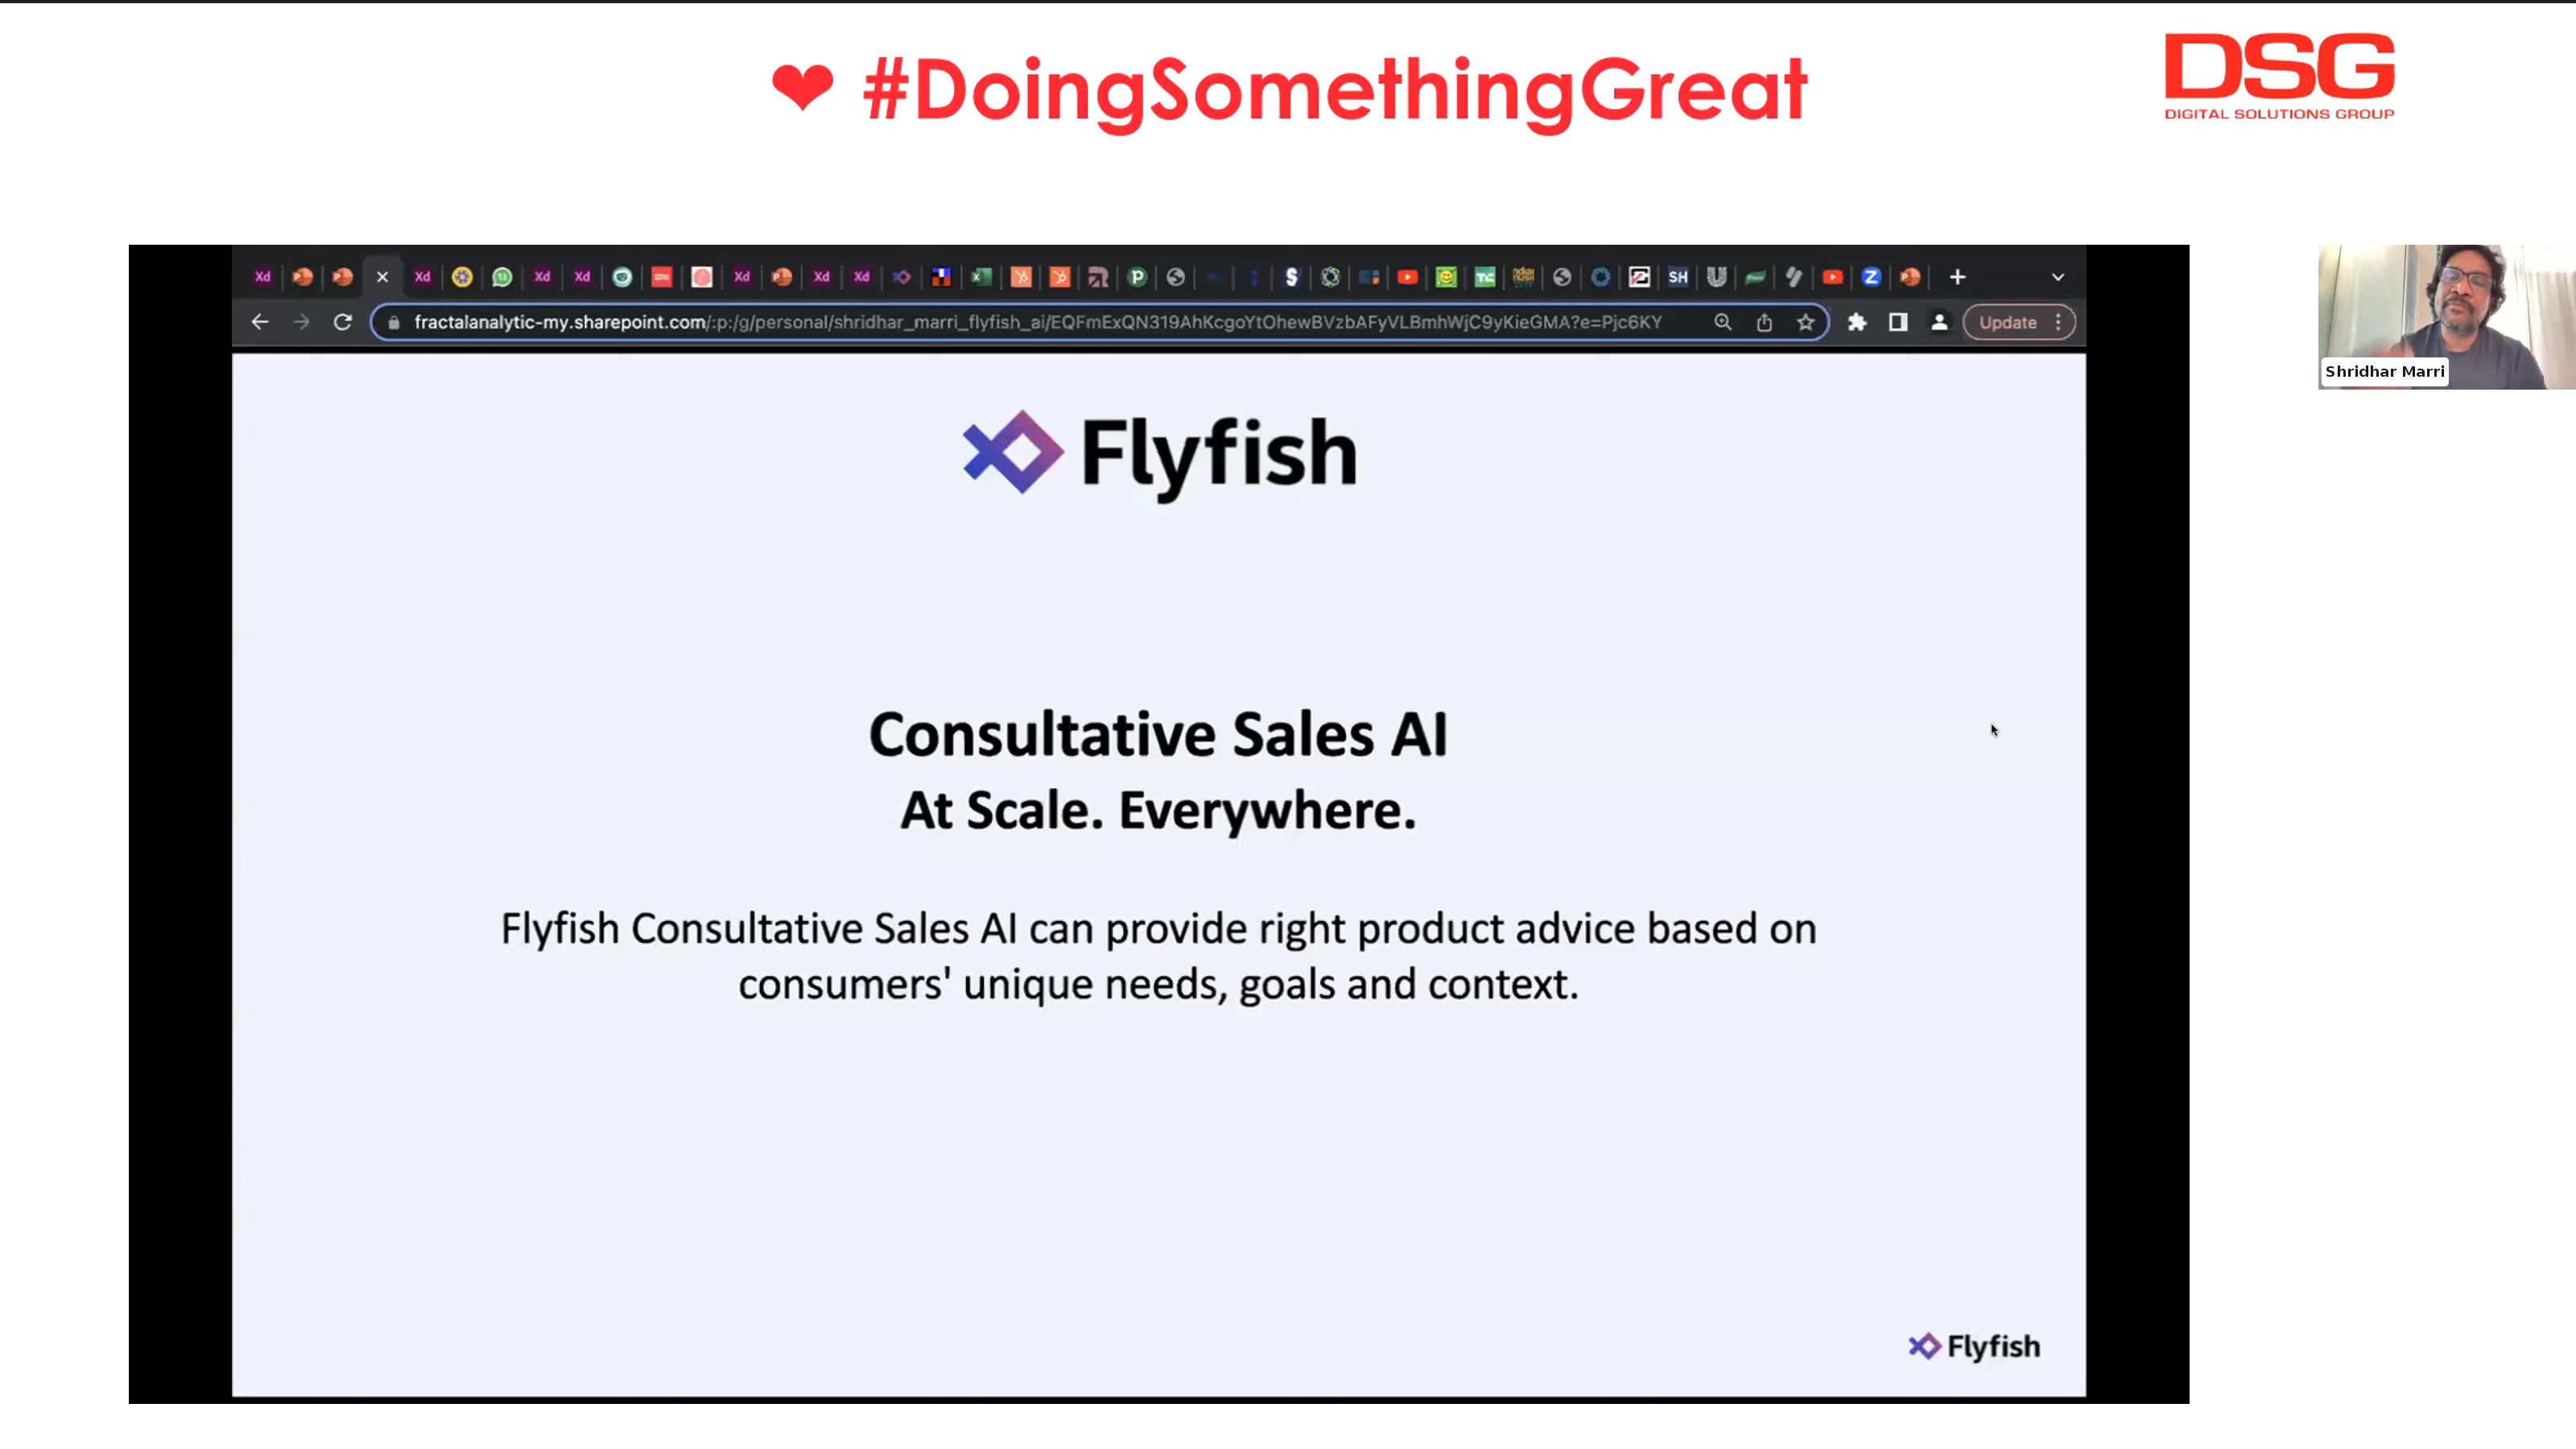 ❤ #DoingSomethingGreat
DSG
DIGITAL SOLUTIONS GROUP
fractalanalytic-my.sharepoint.com/:p:/g/personal/shridhar_marri_flyfish_ai/EQFmExQN319AhKcgoYtOhewBVzbAFyVLBmhWjC9yKieGMA?e=Pjc6KY
Update
Shridhar Marri
Flyfish
Consultative Sales AI
At Scale. Everywhere.
Flyfish Consultative Sales AI can provide right product advice based on
consumers' unique needs, goals and context.
Flyfish